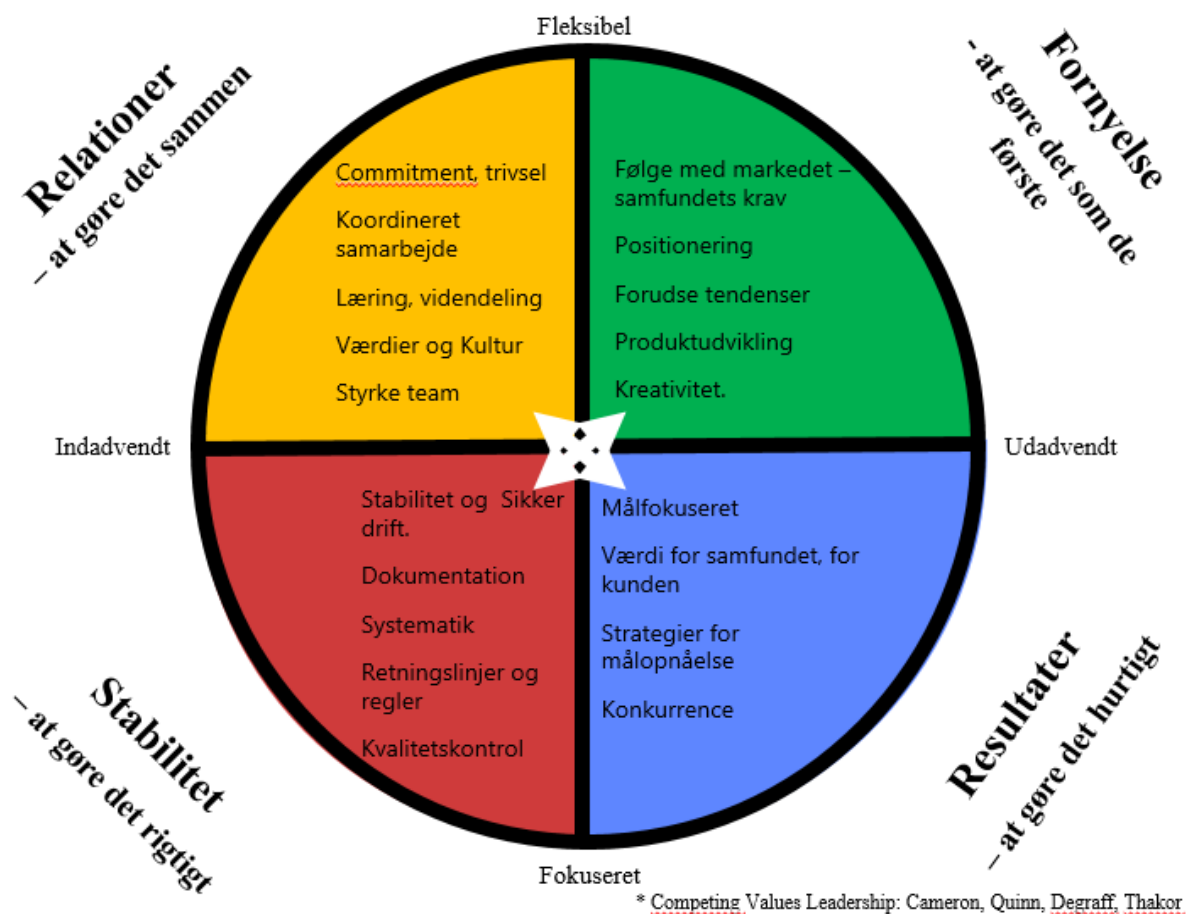 Fleksibel
Relationer
– at gøre det sammen
Fornyelse
- at gøre det som de
første
Commitment, trivsel
Koordineret
samarbejde
Læring, videndeling
Værdier og Kultur
Styrke team
Følge med markedet –
samfundets krav
Positionering
Forudse tendenser
Produktudvikling
Kreativitet.
Indadvendt
Udadvendt
Stabilitet og  Sikker
drift.
Dokumentation
Systematik
Retningslinjer og
regler
Kvalitetskontrol
Målfokuseret
Værdi for samfundet, for
kunden
Strategier for
målopnåelse
Konkurrence
Stabilitet
– at gøre det rigtigt
Resultater
– at gøre det hurtigt
Fokuseret
* Competing Values Leadership: Cameron, Quinn, Degraff, Thakor